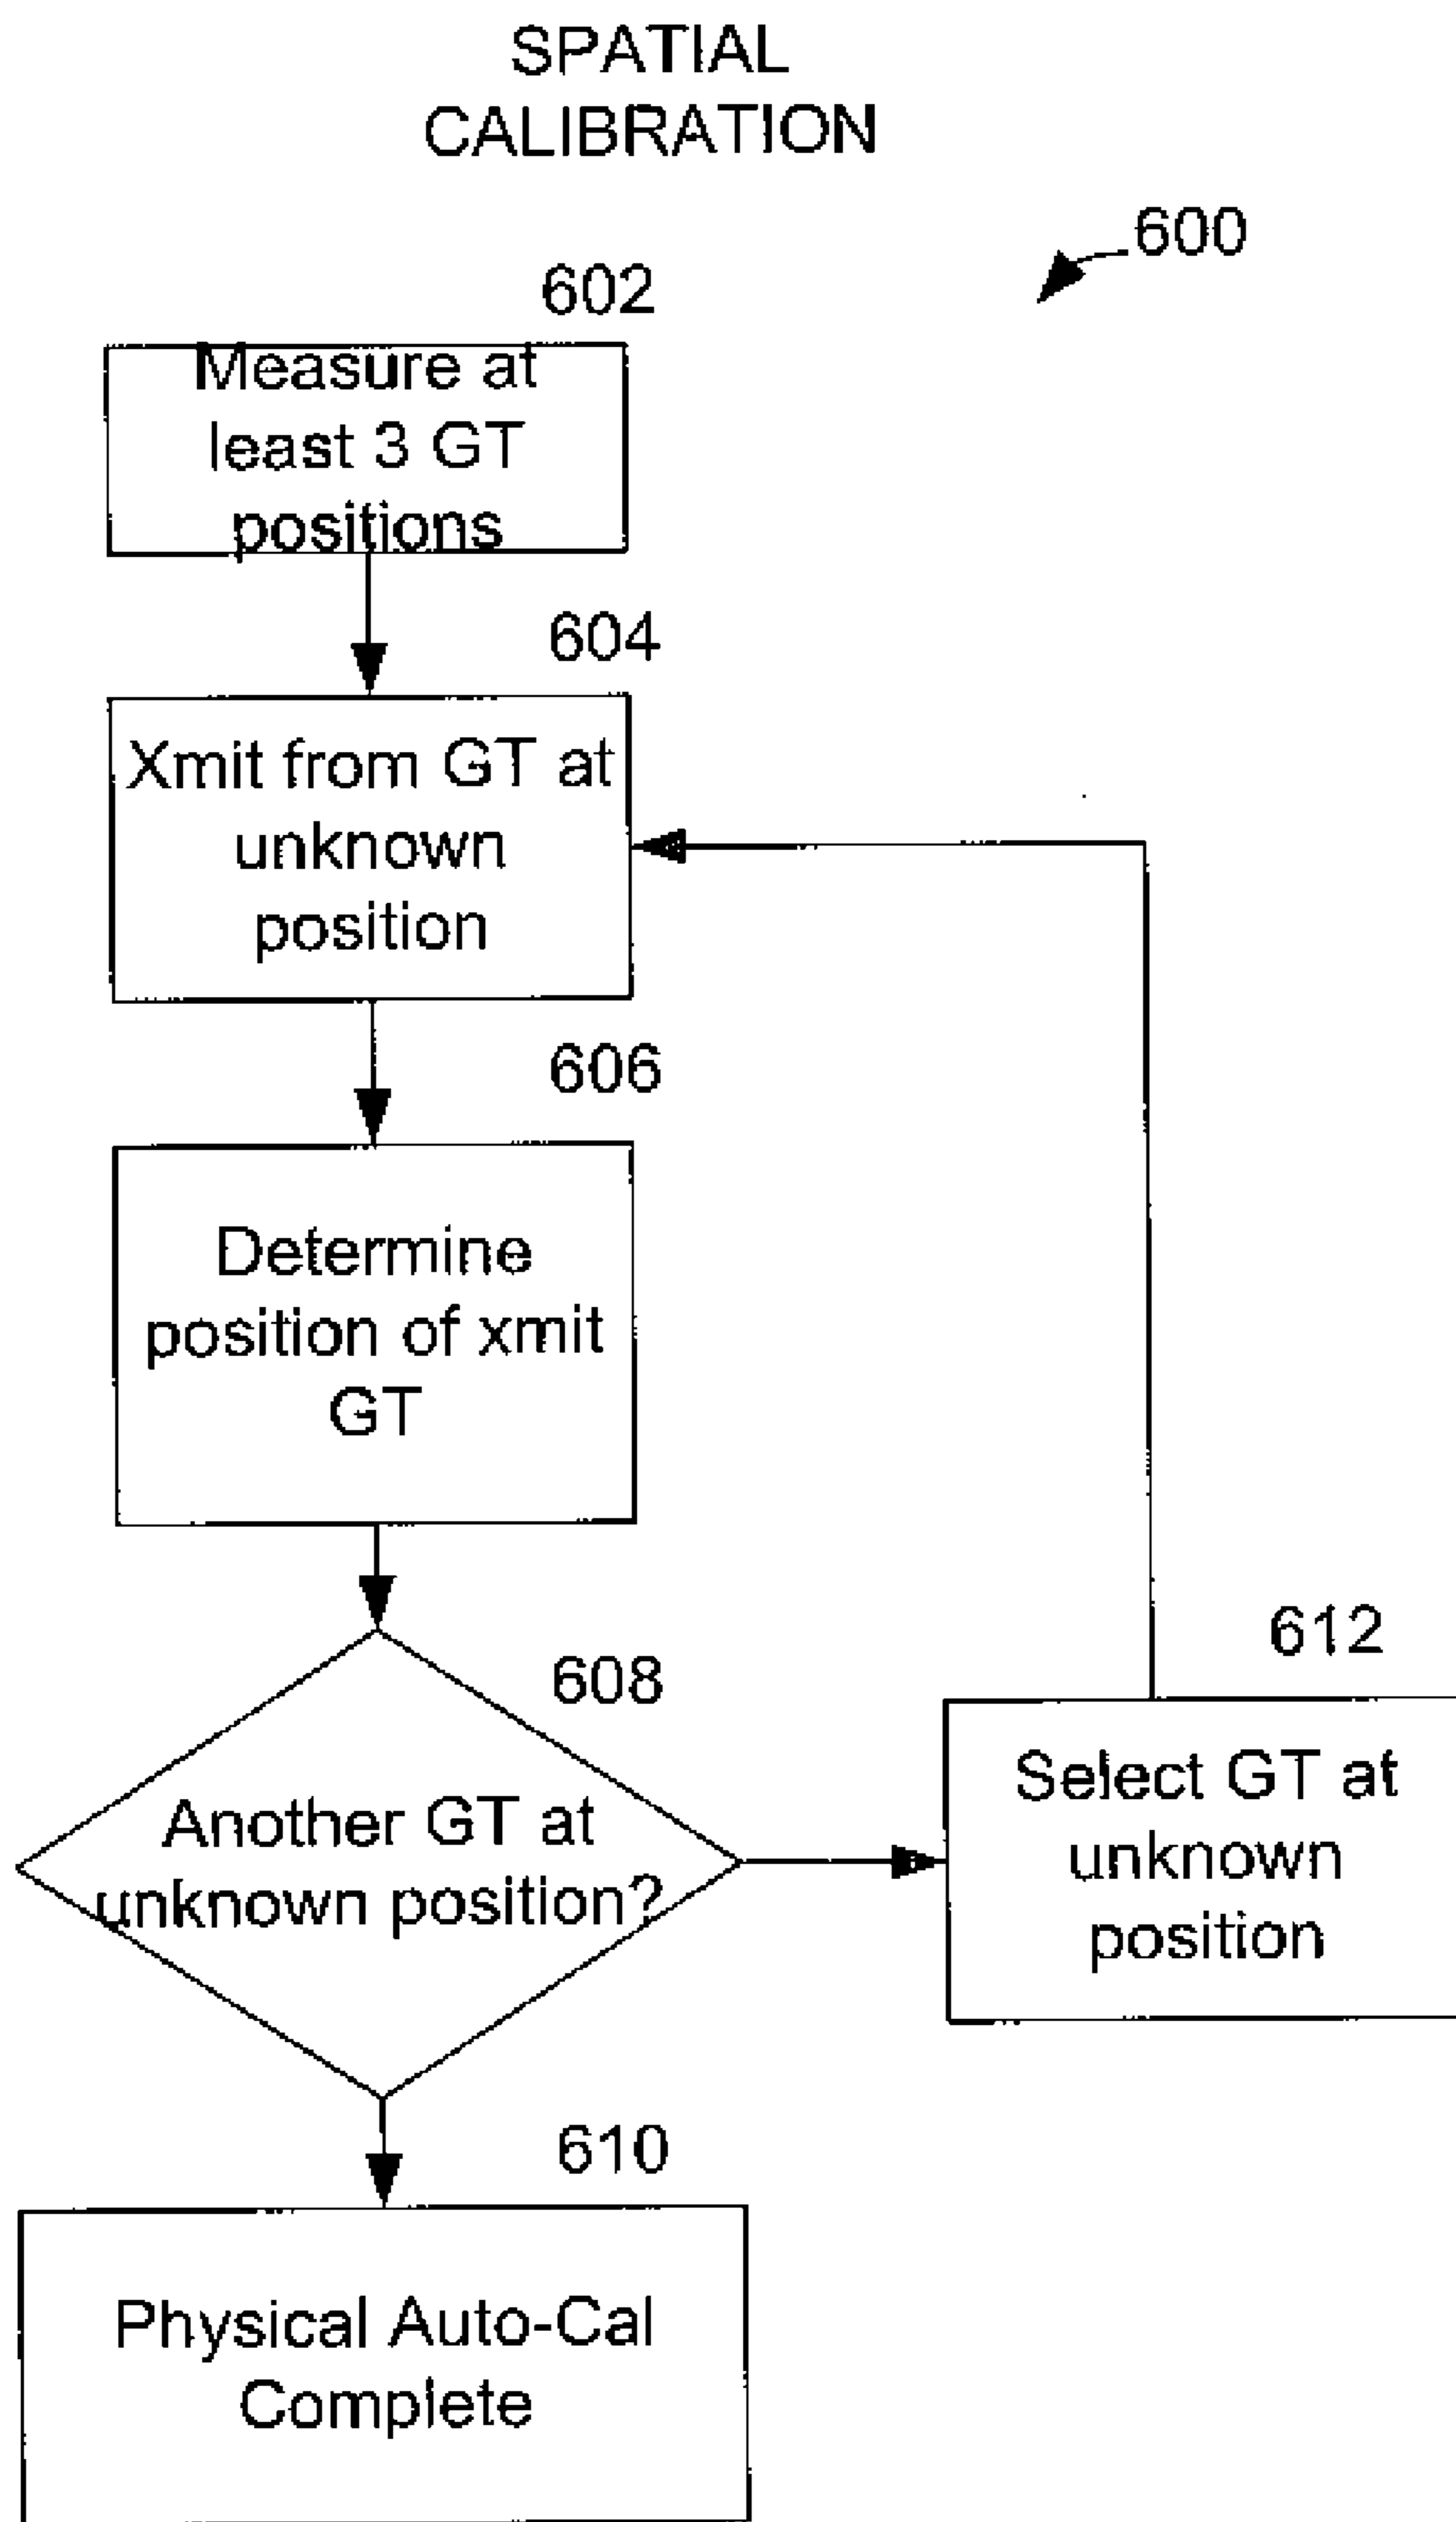 SPATIAL
CALIBRATION
600
602
Measure at
least 3 GT
positions
604
Xmit from GT at
unknown
position
606
Determine
position of xmit
GT
608
Another GT at
unknown position?
612
Select GT at
unknown
position
610
Physical Auto-Cal
Complete